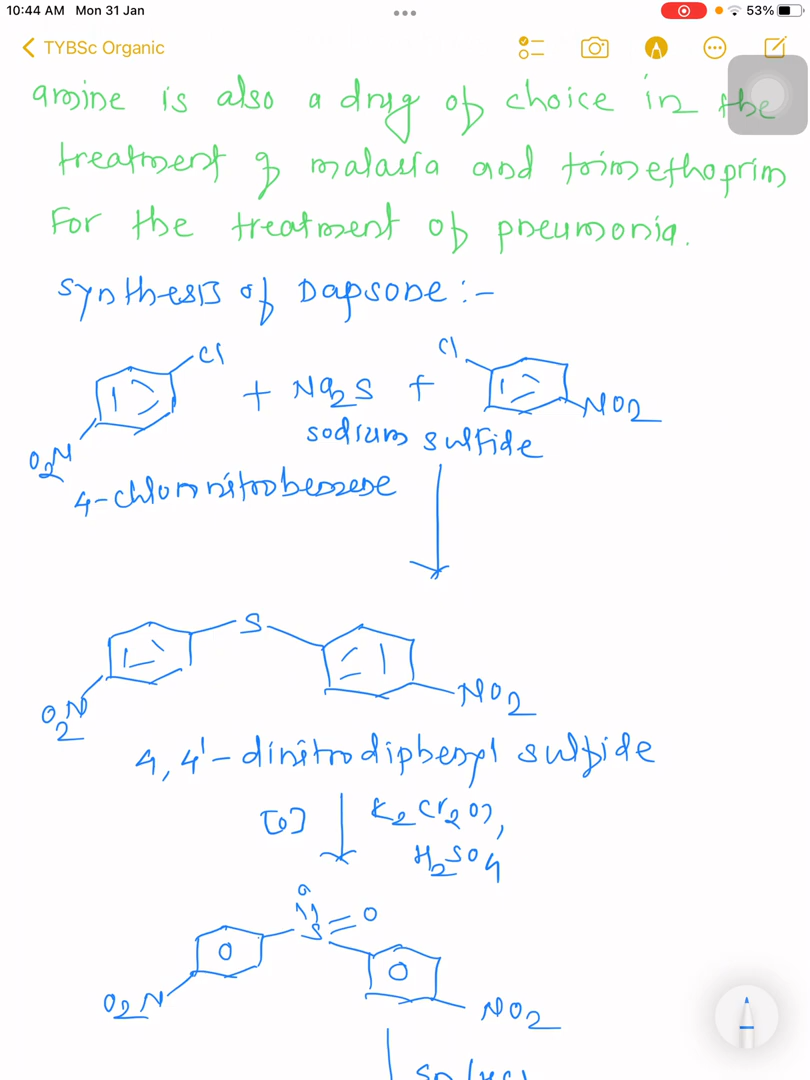 10:44 AM Mon 31 Jan
53%
TYBSc Organic
amine is also a drug of choice in the
treatment of malaria and trimethoprim
For the treatment of pneumonia.
Synthesis of Dapsone :-
Cl
Cl
+ Na2S +
NO2
O2N
sodium sulfide
4-chloronitrobenzene
S
O2N
NO2
4,4'-dinitrodiphenyl sulfide
[O] K2Cr2O7,
H2SO4
O
S=O
O2N
NO2